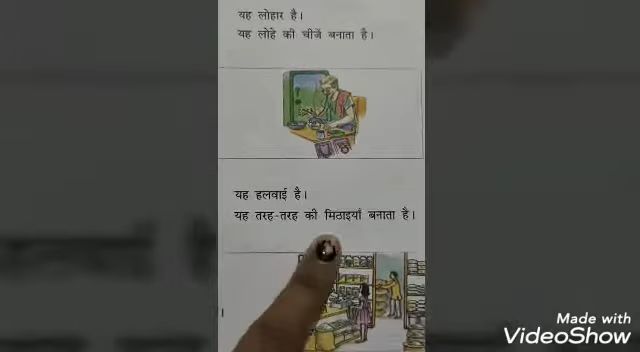 यह लोहार है।
यह लोहे की चीजें बनाता है।
यह हलवाई है।
यह तरह-तरह की मिठाइयाँ बनाता है।
Made with
VideoShow